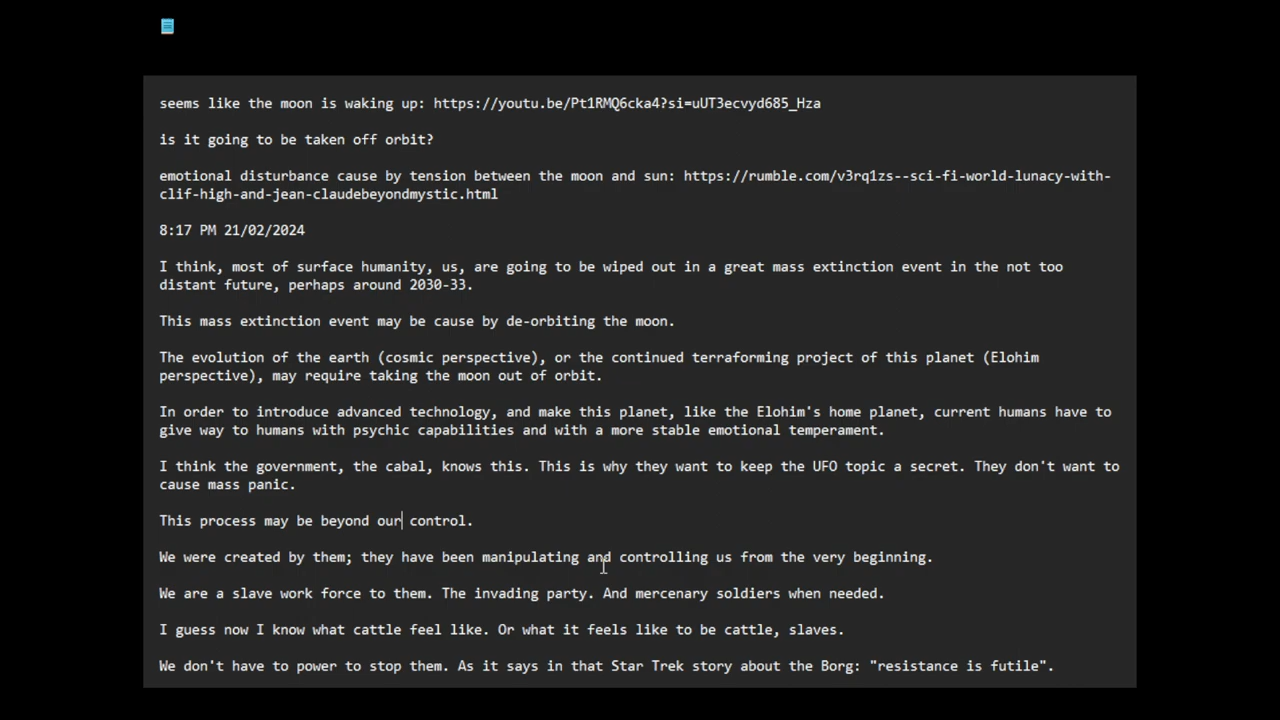 seems like the moon is waking up: https://youtu.be/Pt1RMQ6cka4?si=uUT3ecvyd685_Hza
is it going to be taken off orbit?
emotional disturbance cause by tension between the moon and sun: https://rumble.com/v3rq1zs--sci-fi-world-lunacy-with-
clif-high-and-jean-claudebeyondmystic.html
8:17 PM 21/02/2024
I think, most of surface humanity, us, are going to be wiped out in a great mass extinction event in the not too
distant future, perhaps around 2030-33.
This mass extinction event may be cause by de-orbiting the moon.
The evolution of the earth (cosmic perspective), or the continued terraforming project of this planet (Elohim
perspective), may require taking the moon out of orbit.
In order to introduce advanced technology, and make this planet, like the Elohim's home planet, current humans have to
give way to humans with psychic capabilities and with a more stable emotional temperament.
I think the government, the cabal, knows this. This is why they want to keep the UFO topic a secret. They don't want to
cause mass panic.
This process may be beyond our control.
We were created by them; they have been manipulating and controlling us from the very beginning.
We are a slave work force to them. The invading party. And mercenary soldiers when needed.
I guess now I know what cattle feel like. Or what it feels like to be cattle, slaves.
We don't have to power to stop them. As it says in that Star Trek story about the Borg: "resistance is futile".